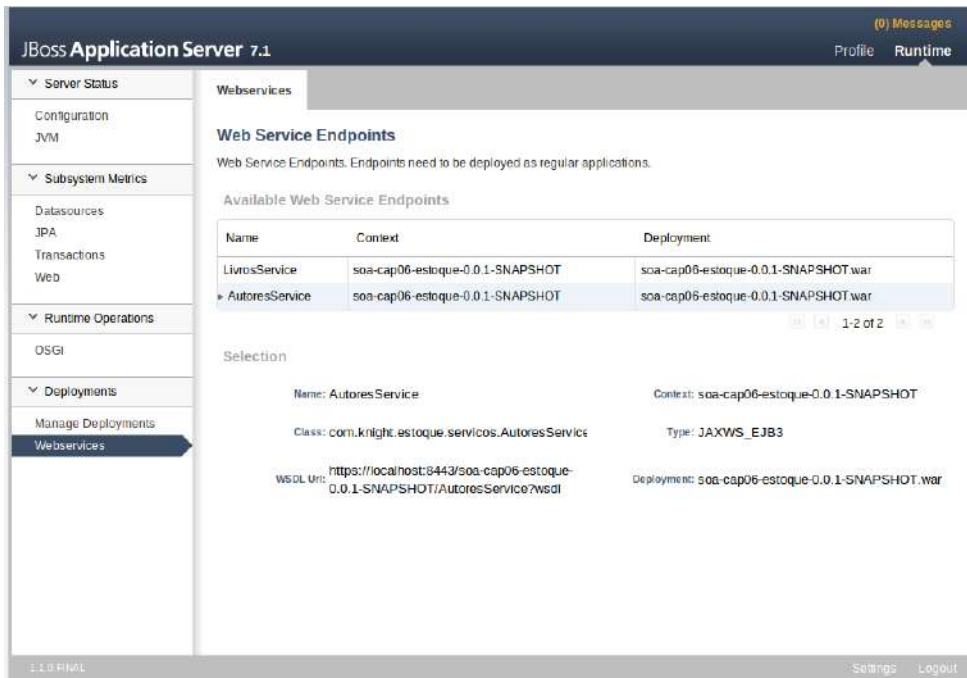 (0) Messages
JBoss Application Server 7.1
Profile Runtime
Server Status
Configuration
JVM
Subsystem Metrics
Datasources
JPA
Transactions
Web
Runtime Operations
OSGI
Deployments
Manage Deployments
Webservices
Webservices
Web Service Endpoints
Web Service Endpoints. Endpoints need to be deployed as regular applications.
Available Web Service Endpoints
Name Context Deployment
LivrosService soa-cap06-estoque-0.0.1-SNAPSHOT soa-cap06-estoque-0.0.1-SNAPSHOT.war
AutoresService soa-cap06-estoque-0.0.1-SNAPSHOT soa-cap06-estoque-0.0.1-SNAPSHOT.war
1-2 of 2
Selection
Name: AutoresService Context: soa-cap06-estoque-0.0.1-SNAPSHOT
Class: com.knight.estoque.servicos.AutoresService Type: JAXWS_EJB3
WSDL Url: https://localhost:8443/soa-cap06-estoque-
0.0.1-SNAPSHOT/AutoresService?wsdl Deployment: soa-cap06-estoque-0.0.1-SNAPSHOT.war
1.1.0.FINAL Settings Logout